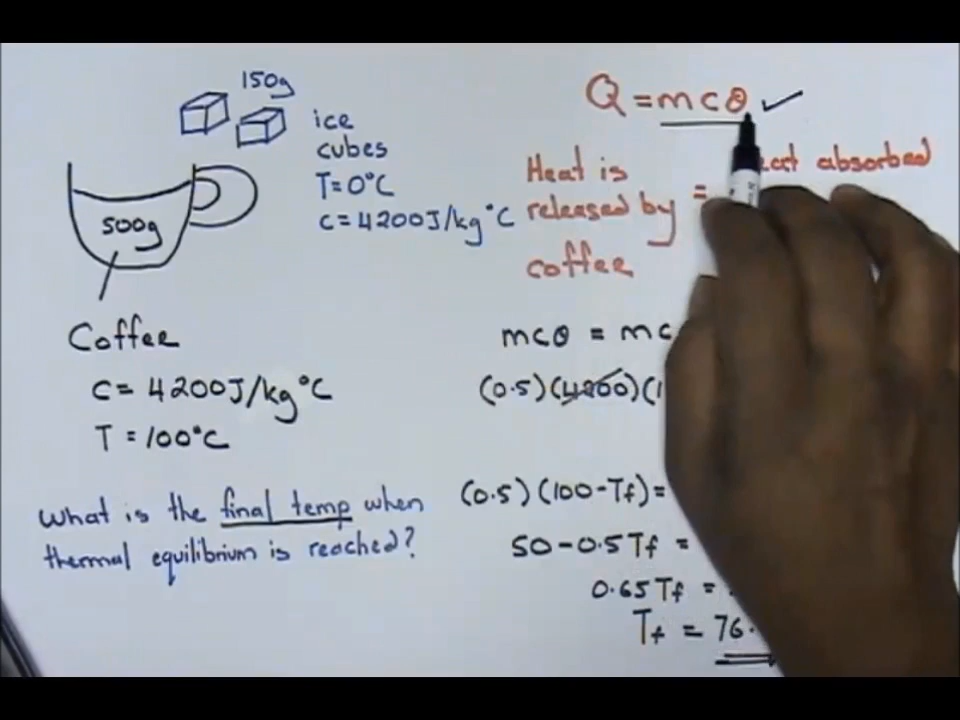 150g
ice
cubes
T=0°C
c=4200J/kg°C
500g
Coffee
c=4200J/kg°C
T=100°C
What is the final temp when
thermal equilibrium is reached?
Q=mcθ ✓
Heat is
released by
coffee
=
absorbed
mcθ = mc
(0.5)(4200)(1
(0.5)(100-Tf)=
50-0.5Tf =
0.65Tf =
Tf = 76.